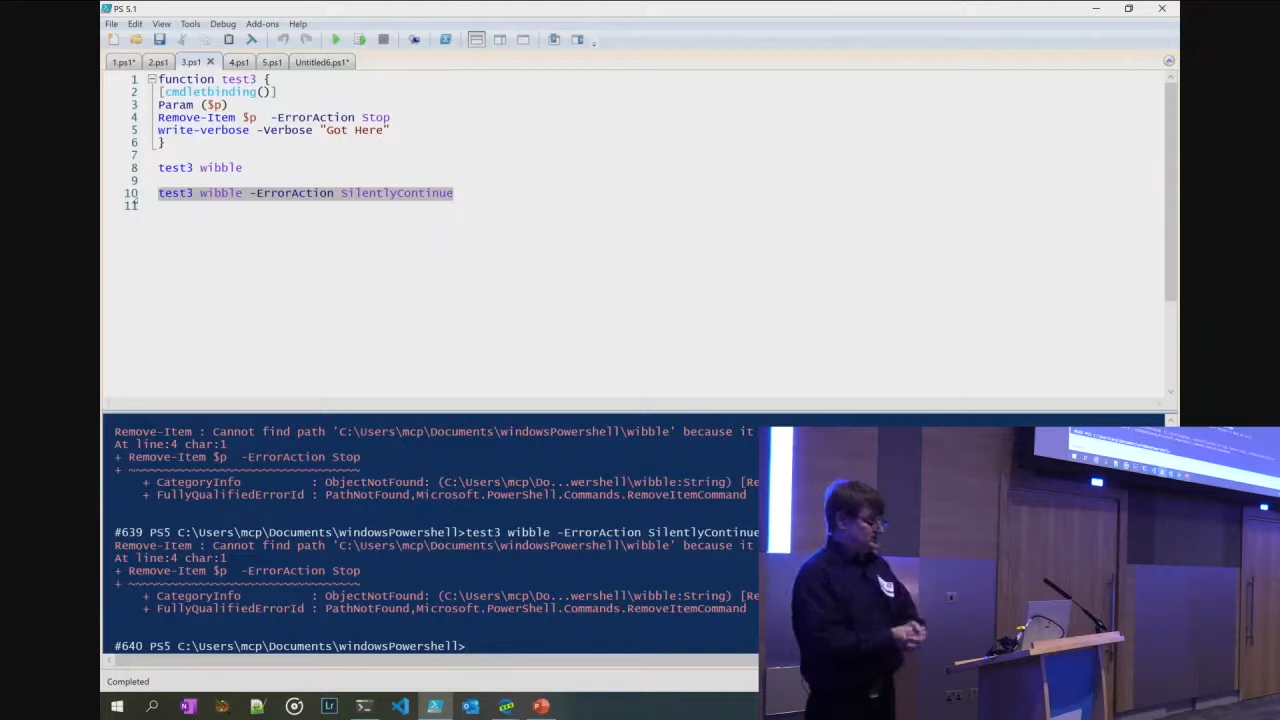 PS 5.1
File Edit View Tools Debug Add-ons Help
1.ps1* 2.ps1 3.ps1 4.ps1 5.ps1 Untitled6.ps1*
1 function test3 {
2 [cmdletbinding()]
3 Param ($p)
4 Remove-Item $p  -ErrorAction Stop
5 write-verbose -Verbose "Got Here"
6 }
7
8 test3 wibble
9
10 test3 wibble -ErrorAction SilentlyContinue
11
Remove-Item : Cannot find path 'C:\Users\mcp\Documents\windowsPowershell\wibble' because it
At line:4 char:1
+ Remove-Item $p  -ErrorAction Stop
+ ~~~~~~~~~~~~~~~~~~~~~~~~~~~~~~~~~
+ CategoryInfo          : ObjectNotFound: (C:\Users\mcp\Do...wershell\wibble:String) [Re
+ FullyQualifiedErrorId : PathNotFound,Microsoft.PowerShell.Commands.RemoveItemCommand
#639 PS5 C:\Users\mcp\Documents\windowsPowershell>test3 wibble -ErrorAction SilentlyContinue
Remove-Item : Cannot find path 'C:\Users\mcp\Documents\windowsPowershell\wibble' because it
At line:4 char:1
+ Remove-Item $p  -ErrorAction Stop
+ ~~~~~~~~~~~~~~~~~~~~~~~~~~~~~~~~~
+ CategoryInfo          : ObjectNotFound: (C:\Users\mcp\Do...wershell\wibble:String) [Re
+ FullyQualifiedErrorId : PathNotFound,Microsoft.PowerShell.Commands.RemoveItemCommand
#640 PS5 C:\Users\mcp\Documents\windowsPowershell>
Completed
Lr